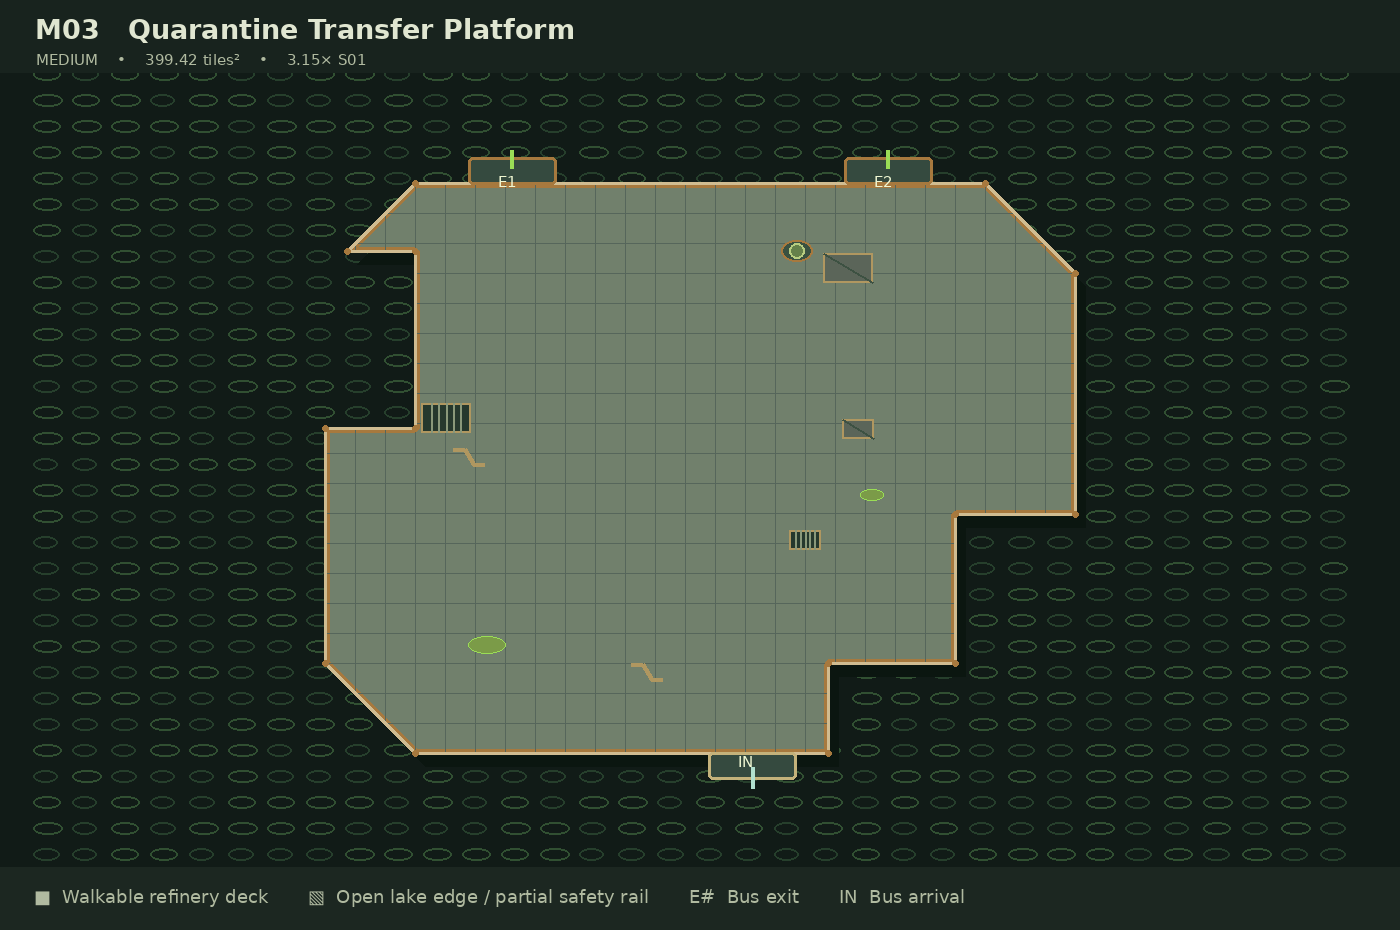 M03 Quarantine Transfer Platform
MEDIUM • 399.42 tiles² • 3.15× S01
E1 E2
IN
Walkable refinery deck Open lake edge / partial safety rail E# Bus exit IN Bus arrival